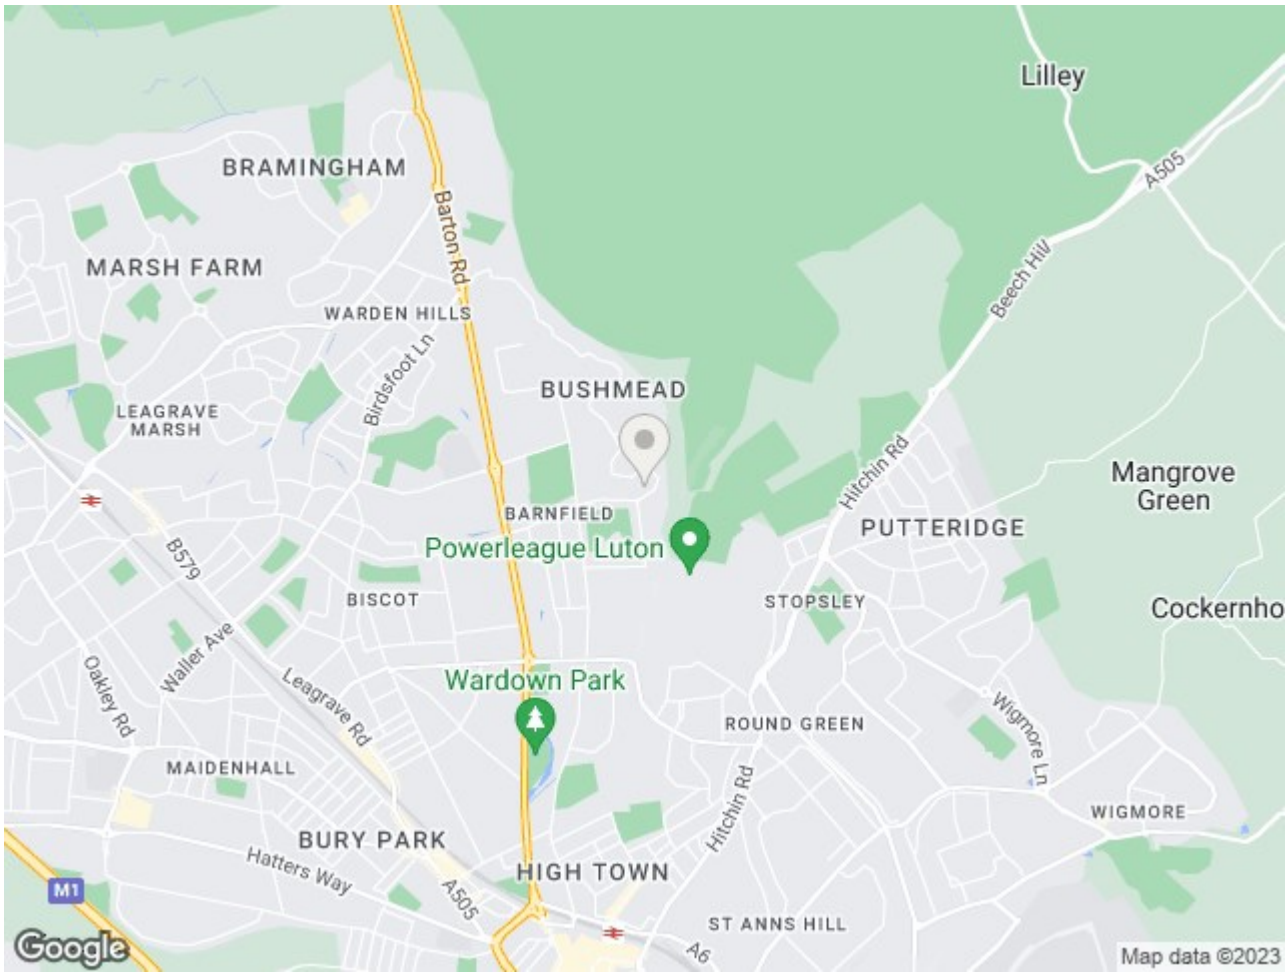 Lilley
A505
BRAMINGHAM
Barton Rd
Beech Hil
MARSH FARM
WARDEN HILLS
Birdsfoot Ln
BUSHMEAD
LEAGRAVE
MARSH
Hitchin Rd
Mangrove
Green
BARNFIELD
PUTTERIDGE
Powerleague Luton
B579
BISCOT
STOPSLEY
Cockernho
Waller Ave
Oakley Rd
Leagrave Rd
Wardown Park
Wigmore Ln
ROUND GREEN
MAIDENHALL
Hitchin Rd
WIGMORE
BURY PARK
Hatters Way
HIGH TOWN
M1
A505
ST ANNS HILL
A6
Google
Map data ©2023